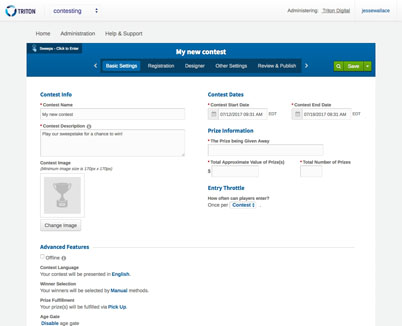 TRITON
DIGITAL
contesting
Administering: Triton Digital
jessewallace
Home Administration Help & Support
Sweeps - Click to Enter
My new contest
Basic Settings Registration Designer Other Settings Review & Publish
Save
Contest Info
* Contest Name
My new contest
* Contest Description
Play our sweepstake for a chance to win!
Contest Image
(Minimum image size is 170px x 170px)
Change Image
Contest Dates
* Contest Start Date * Contest End Date
07/12/2017 09:31 AM EDT 07/19/2017 09:31 AM EDT
Prize Information
* The Prize being Given Away
* Total Approximate Value of Prize(s) * Total Number of Prizes
$
Entry Throttle
How often can players enter?
Once per Contest .
Advanced Features
Offline
Contest Language
Your contest will be presented in English.
Winner Selection
Your winners will be selected by Manual methods.
Prize Fulfillment
Your prize(s) will be fulfilled via Pick Up.
Age Gate
Disable age gate